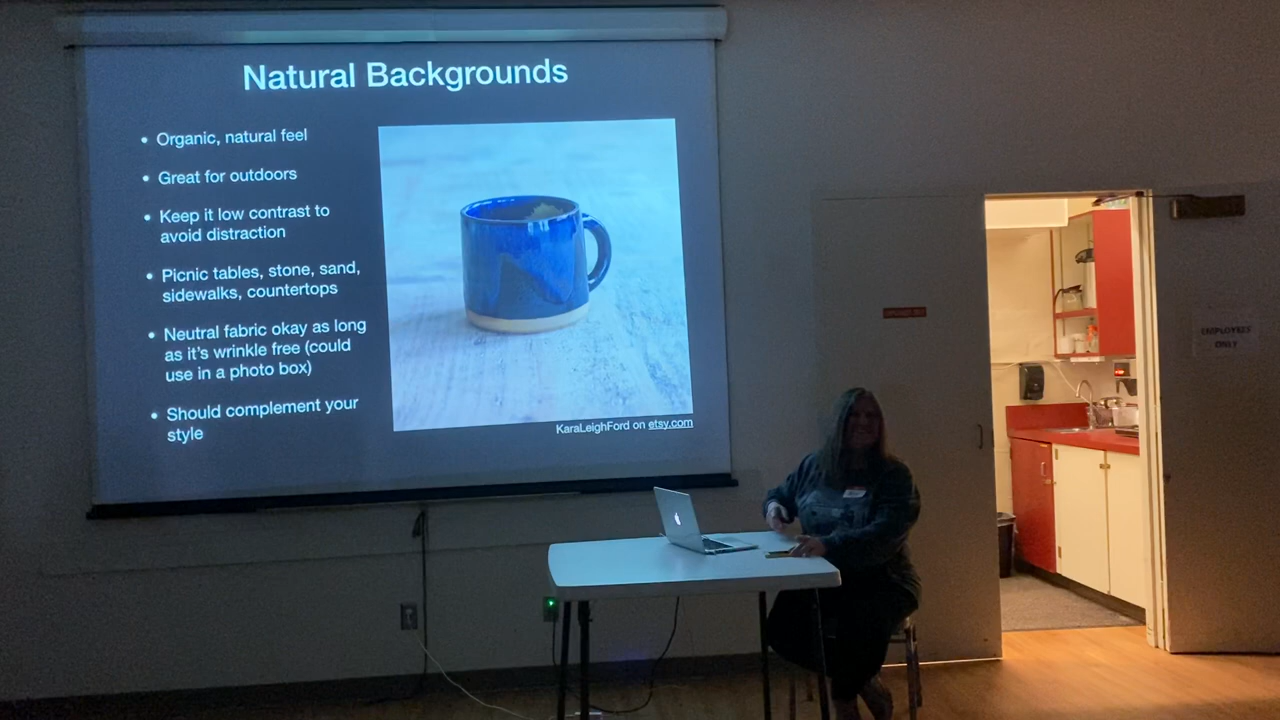 Natural Backgrounds
• Organic, natural feel
• Great for outdoors
• Keep it low contrast to
avoid distraction
• Picnic tables, stone, sand,
sidewalks, countertops
• Neutral fabric okay as long
as it's wrinkle free (could
use in a photo box)
• Should complement your
style
KaraLeighFord on etsy.com
EMPLOYEES
ONLY